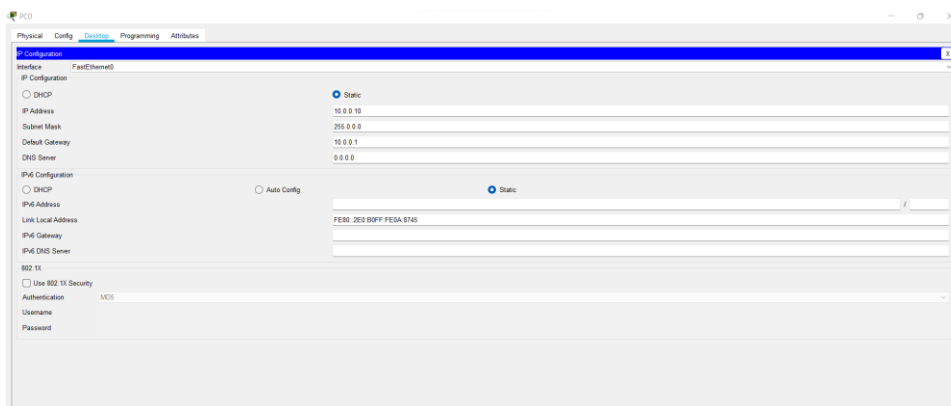 PC0
Physical Config Desktop Programming Attributes
IP Configuration X
Interface FastEthernet0
IP Configuration
DHCP Static
IP Address 10.0.0.10
Subnet Mask 255.0.0.0
Default Gateway 10.0.0.1
DNS Server 0.0.0.0
IPv6 Configuration
DHCP Auto Config Static
IPv6 Address /
Link Local Address FE80::2E0:B0FF:FE0A:8745
IPv6 Gateway
IPv6 DNS Server
802.1X
Use 802.1X Security
Authentication MD5
Username
Password